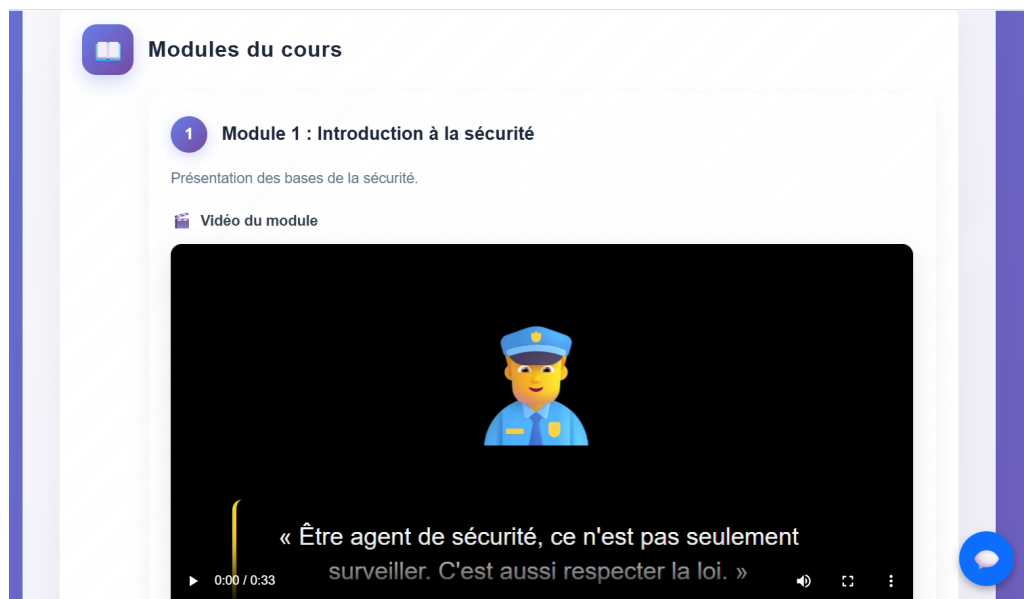 Modules du cours
1
Module 1 : Introduction à la sécurité
Présentation des bases de la sécurité.
Vidéo du module
« Être agent de sécurité, ce n'est pas seulement
surveiller. C'est aussi respecter la loi. »
0:00 / 0:33